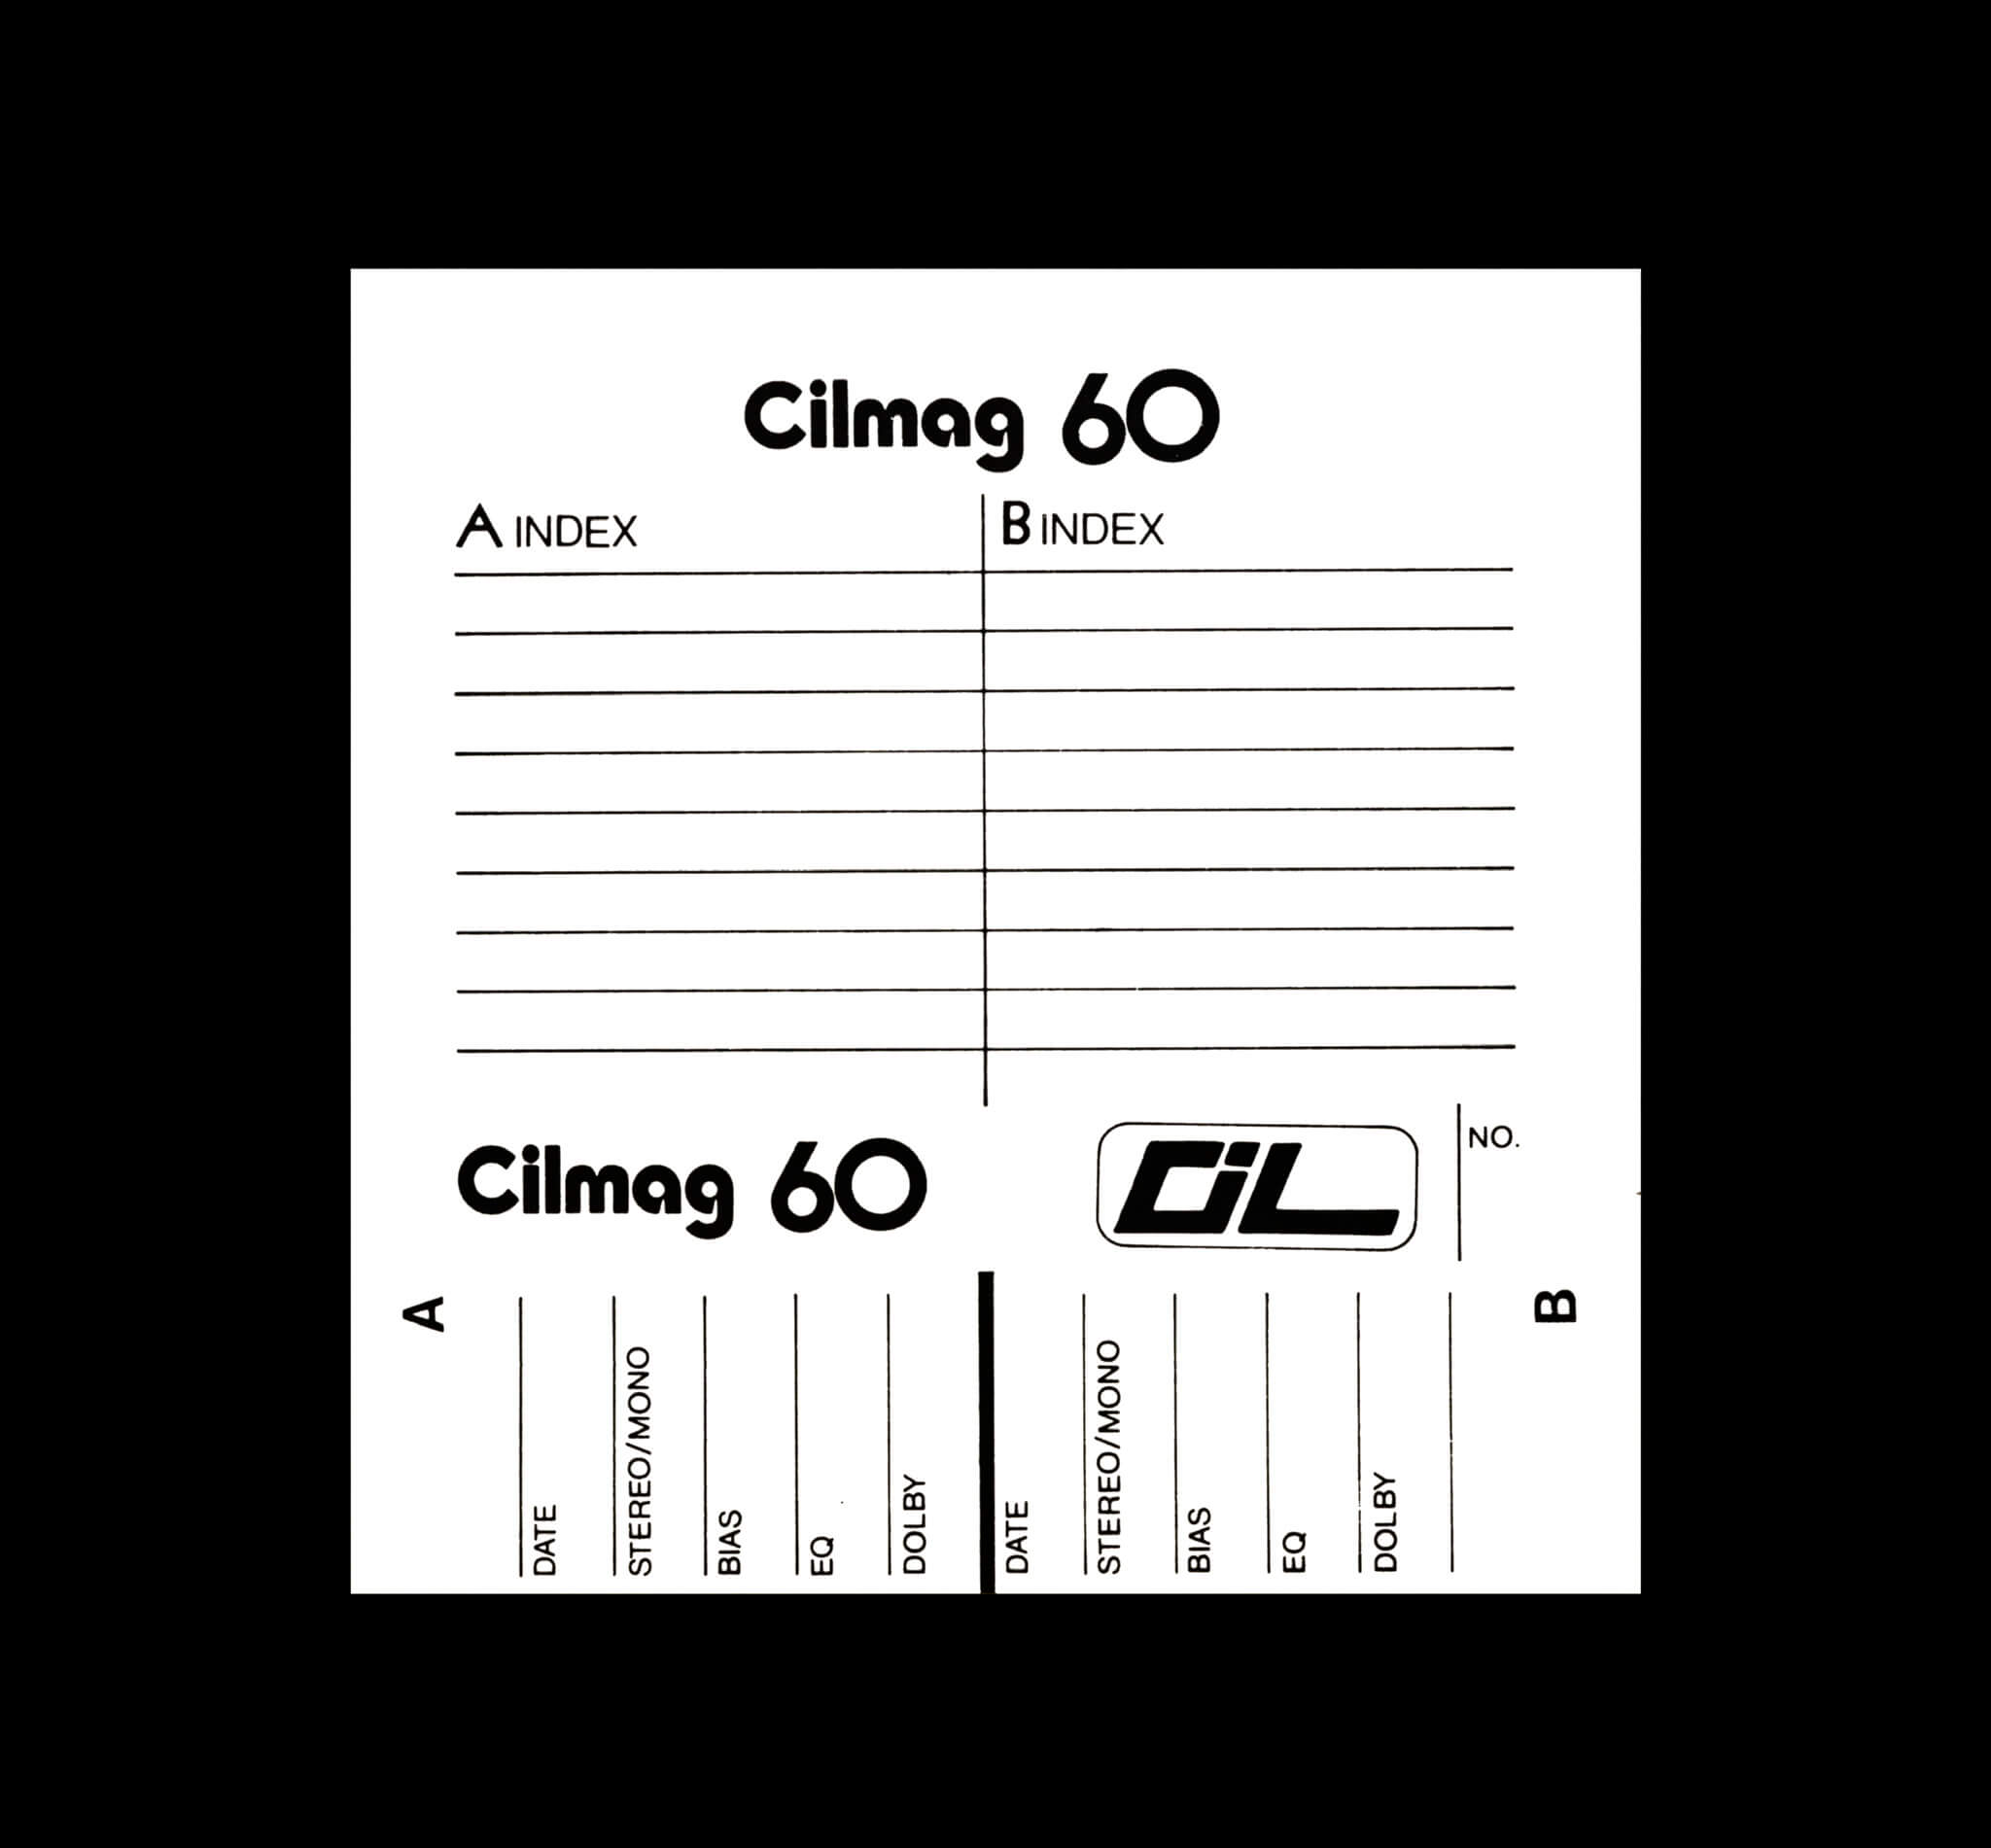 Cilmag 60
A INDEX
B INDEX
Cilmag 60
CiL
NO.
A
DATE
STEREO/MONO
BIAS
EQ
DOLBY
DATE
STEREO/MONO
BIAS
EQ
DOLBY
B